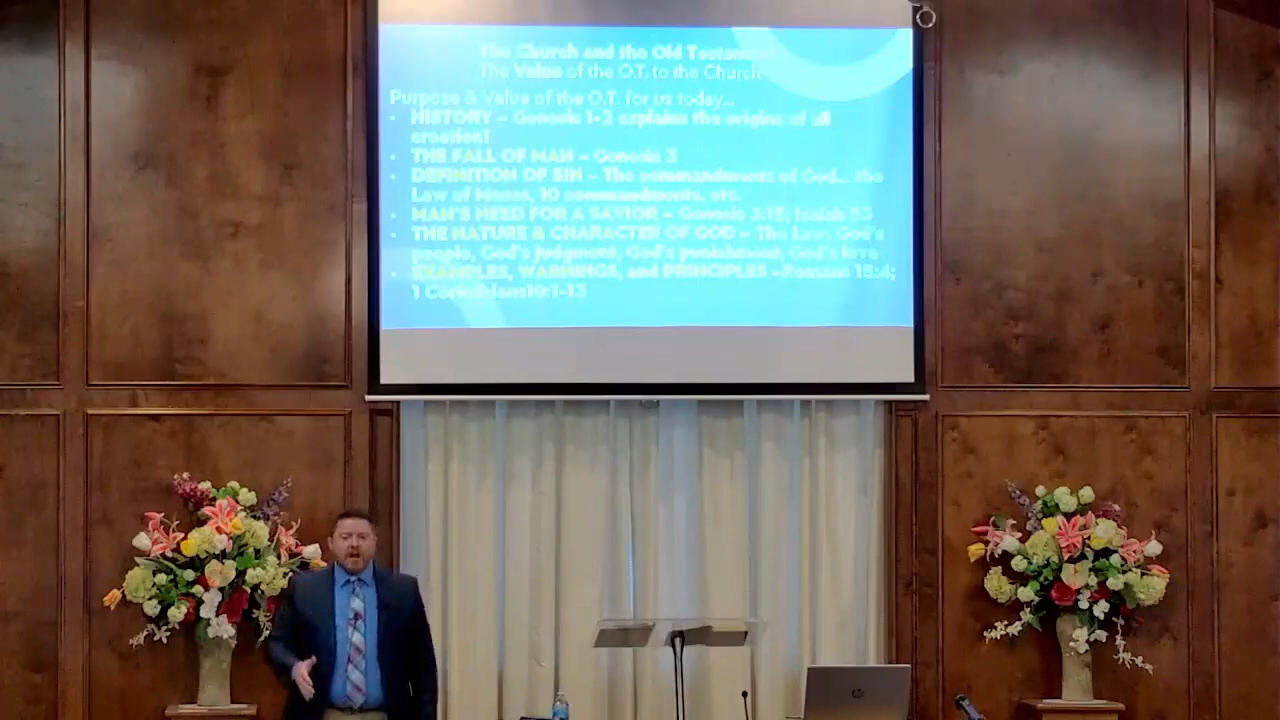 The Church and the Old Testament
The Value of the O.T. to the Church
Purpose & Value of the O.T. for us today...
• HISTORY – Genesis 1-2 explains the origins of all
creation!
• THE FALL OF MAN – Genesis 3
• DEFINITION OF SIN – The commandments of God... the
Law of Moses, 10 commandments, etc.
• MAN'S NEED FOR A SAVIOR – Genesis 3:15; Isaiah 53
• THE NATURE & CHARACTER OF GOD – The Law, God's
people, God's judgment, God's punishment, God's love
• EXAMPLES, WARNINGS, and PRINCIPLES –Romans 15:4;
1 Corinthians10:1-13
hp